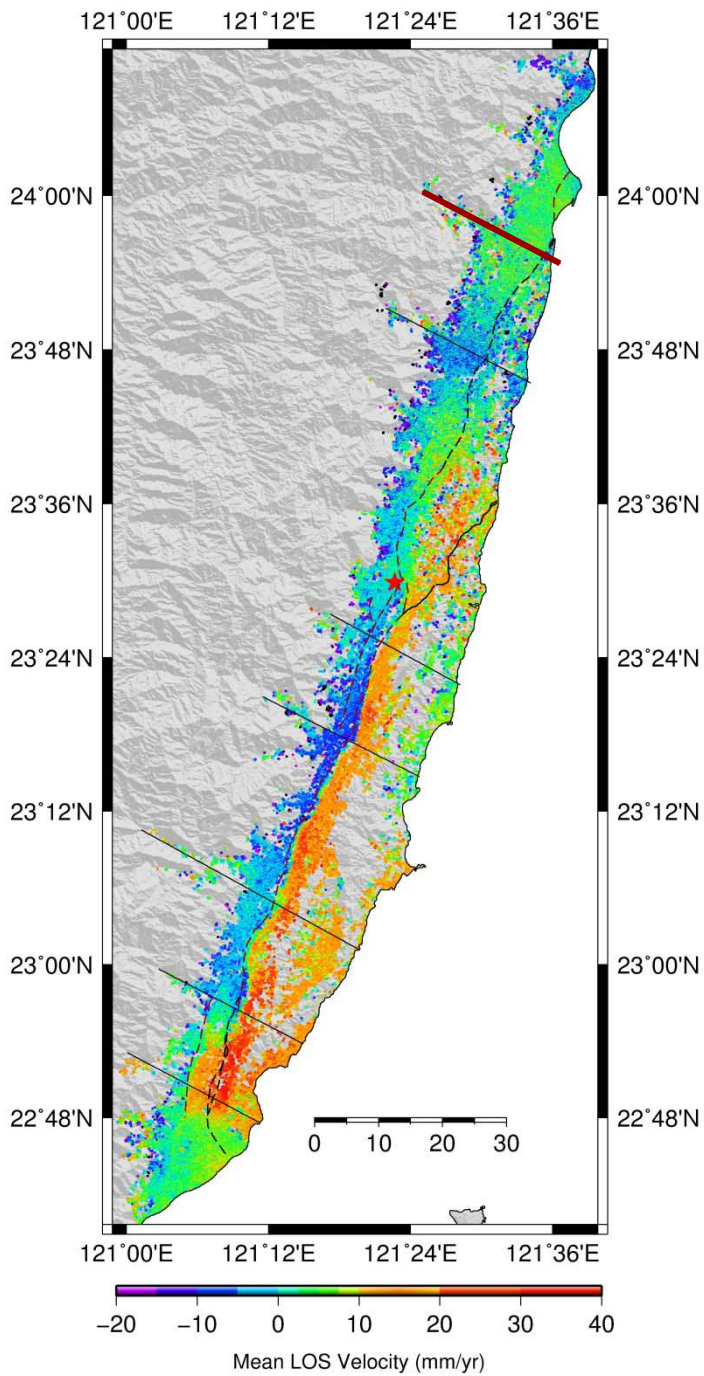 121˚00'E 121˚12'E 121˚24'E 121˚36'E
24˚00'N 24˚00'N
23˚48'N 23˚48'N
23˚36'N 23˚36'N
23˚24'N 23˚24'N
23˚12'N 23˚12'N
23˚00'N 23˚00'N
22˚48'N 22˚48'N
0 10 20 30
121˚00'E 121˚12'E 121˚24'E 121˚36'E
−20 −10 0 10 20 30 40
Mean LOS Velocity (mm/yr)